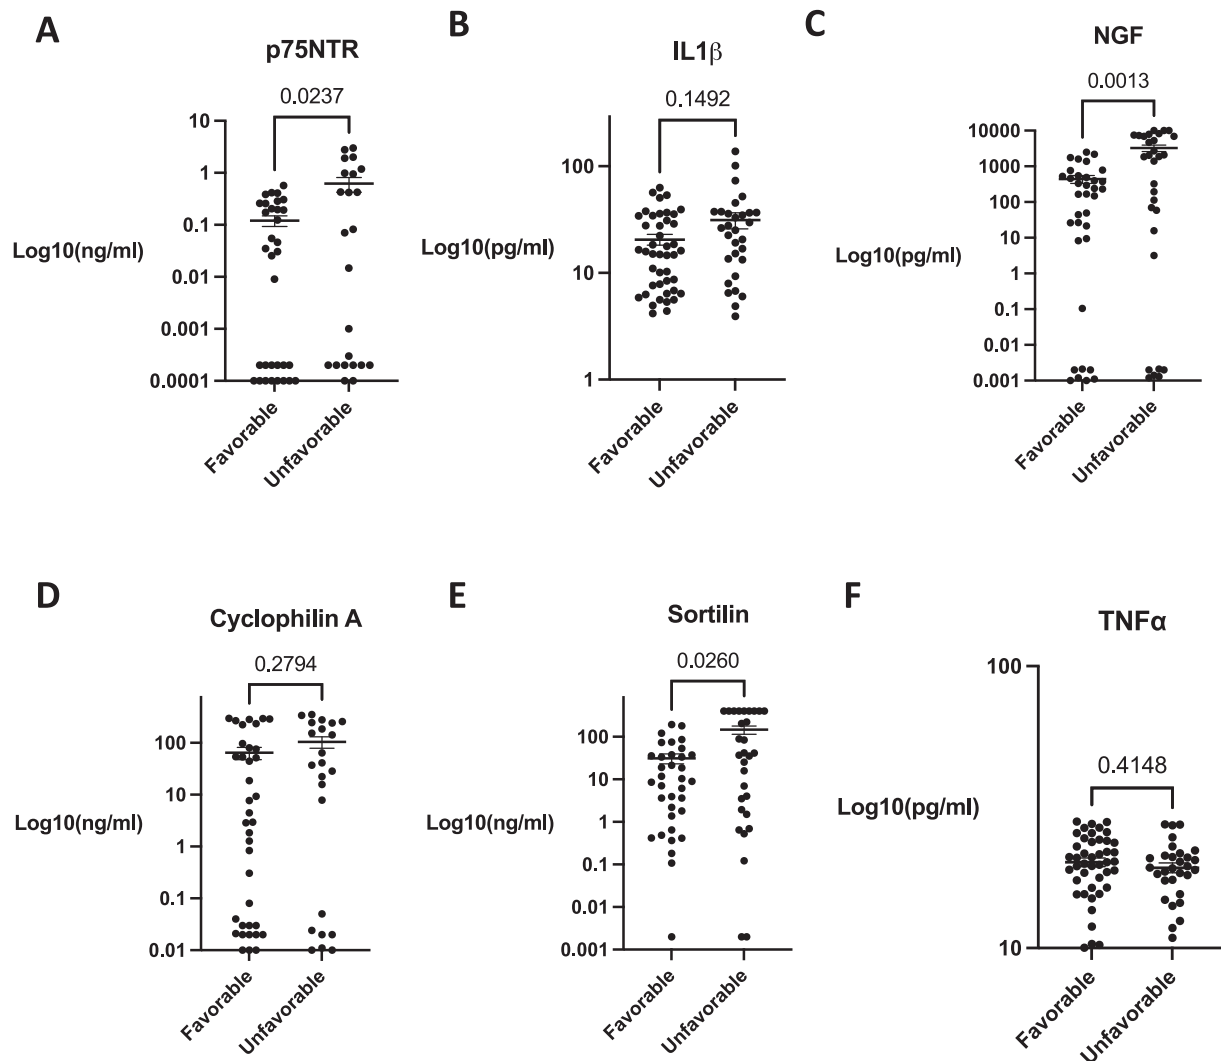 A
p75NTR
0.0237
Log10(ng/ml)
10
1
0.1
0.01
0.001
0.0001
Favorable
Unfavorable
B
IL1β
0.1492
Log10(pg/ml)
100
10
1
Favorable
Unfavorable
C
NGF
0.0013
Log10(pg/ml)
10000
1000
100
10
1
0.1
0.01
0.001
Favorable
Unfavorable
D
Cyclophilin A
0.2794
Log10(ng/ml)
100
10
1
0.1
0.01
Favorable
Unfavorable
E
Sortilin
0.0260
Log10(ng/ml)
100
10
1
0.1
0.01
0.001
Favorable
Unfavorable
F
TNFα
0.4148
Log10(pg/ml)
100
10
Favorable
Unfavorable